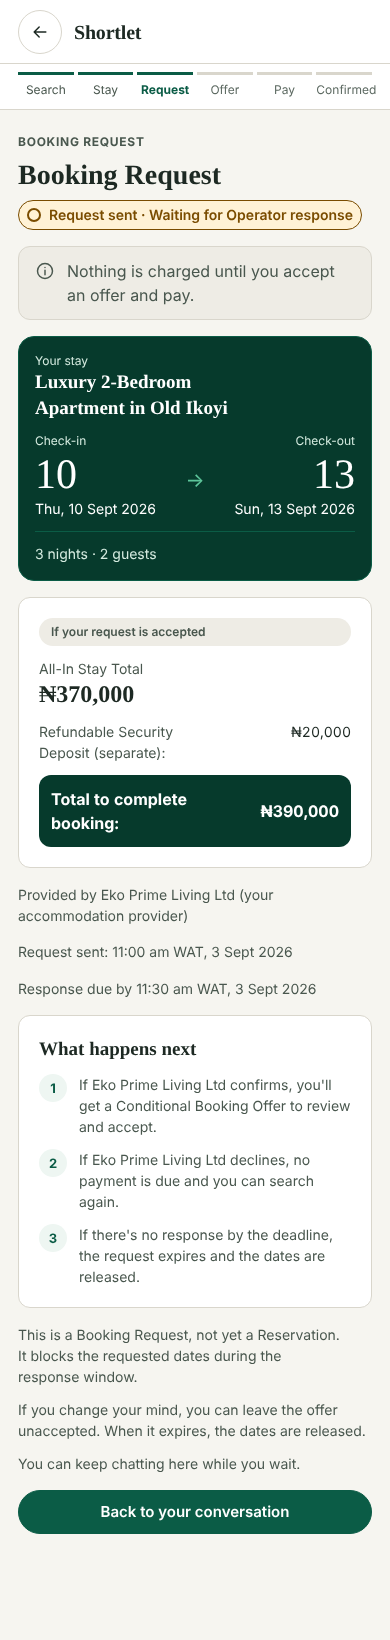 Shortlet
Search Stay Request Offer Pay Confirmed
BOOKING REQUEST
Booking Request
Request sent · Waiting for Operator response
Nothing is charged until you accept
an offer and pay.
Your stay
Luxury 2-Bedroom
Apartment in Old Ikoyi
Check-in Check-out
10 → 13
Thu, 10 Sept 2026 Sun, 13 Sept 2026
3 nights · 2 guests
If your request is accepted
All-In Stay Total
₦370,000
Refundable Security ₦20,000
Deposit (separate):
Total to complete ₦390,000
booking:
Provided by Eko Prime Living Ltd (your
accommodation provider)
Request sent: 11:00 am WAT, 3 Sept 2026
Response due by 11:30 am WAT, 3 Sept 2026
What happens next
1 If Eko Prime Living Ltd confirms, you'll
get a Conditional Booking Offer to review
and accept.
2 If Eko Prime Living Ltd declines, no
payment is due and you can search
again.
3 If there's no response by the deadline,
the request expires and the dates are
released.
This is a Booking Request, not yet a Reservation.
It blocks the requested dates during the
response window.
If you change your mind, you can leave the offer
unaccepted. When it expires, the dates are released.
You can keep chatting here while you wait.
Back to your conversation